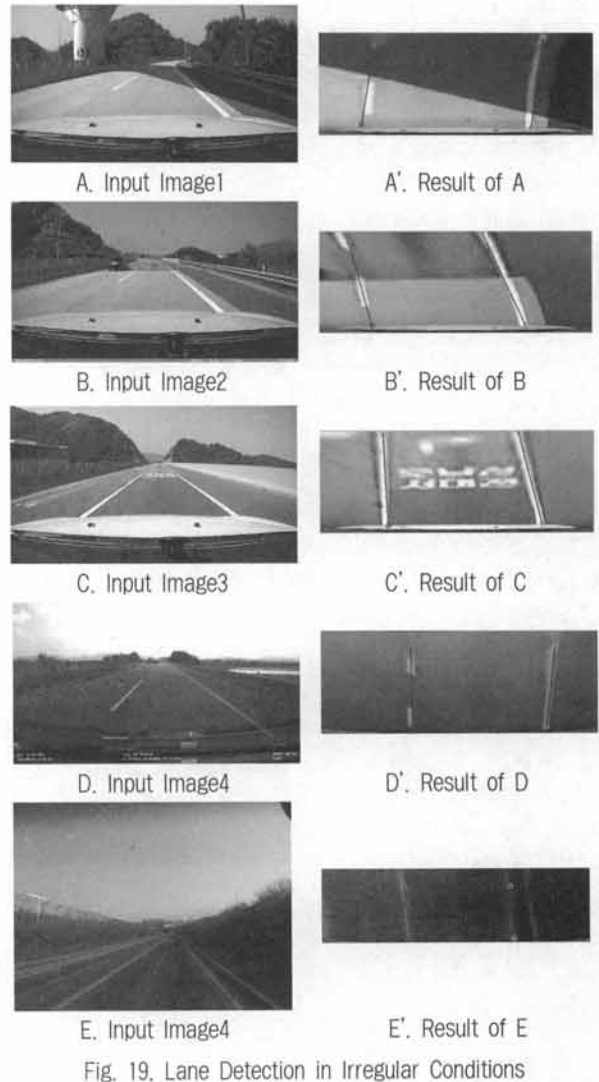 A. Input Image1
A'. Result of A
B. Input Image2
B'. Result of B
C. Input Image3
C'. Result of C
D. Input Image4
D'. Result of D
E. Input Image4
E'. Result of E
Fig. 19. Lane Detection in Irregular Conditions